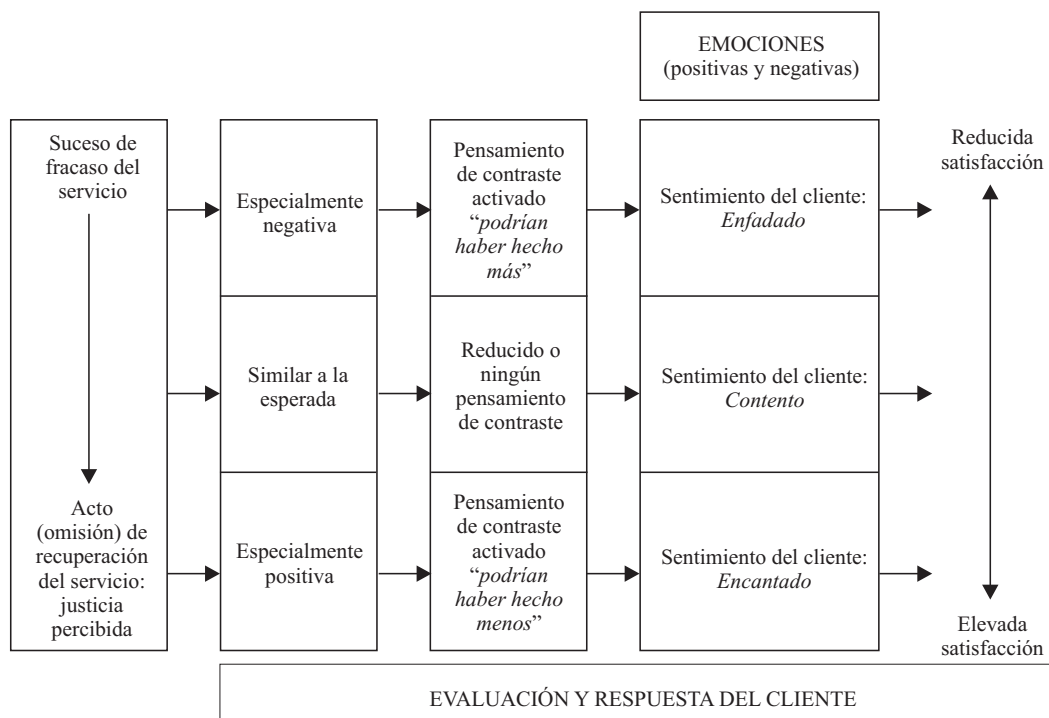 EMOCIONES
(positivas y negativas)
Suceso de
fracaso del
servicio
Acto
(omisión) de
recuperación
del servicio:
justicia
percibida
Especialmente
negativa
Pensamiento
de contraste
activado
“podrían
haber hecho
más”
Sentimiento del cliente:
Enfadado
Reducida
satisfacción
Similar a la
esperada
Reducido o
ningún
pensamiento
de contraste
Sentimiento del cliente:
Contento
Especialmente
positiva
Pensamiento
de contraste
activado
“podrían
haber hecho
menos”
Sentimiento del cliente:
Encantado
Elevada
satisfacción
EVALUACIÓN Y RESPUESTA DEL CLIENTE